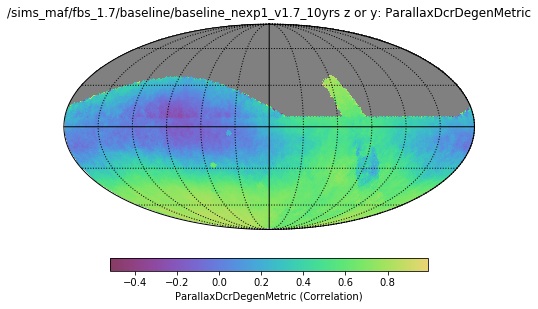 /sims_maf/fbs_1.7/baseline/baseline_nexp1_v1.7_10yrs z or y: ParallaxDcrDegenMetric
−0.4 −0.2 0.0 0.2 0.4 0.6 0.8
ParallaxDcrDegenMetric (Correlation)